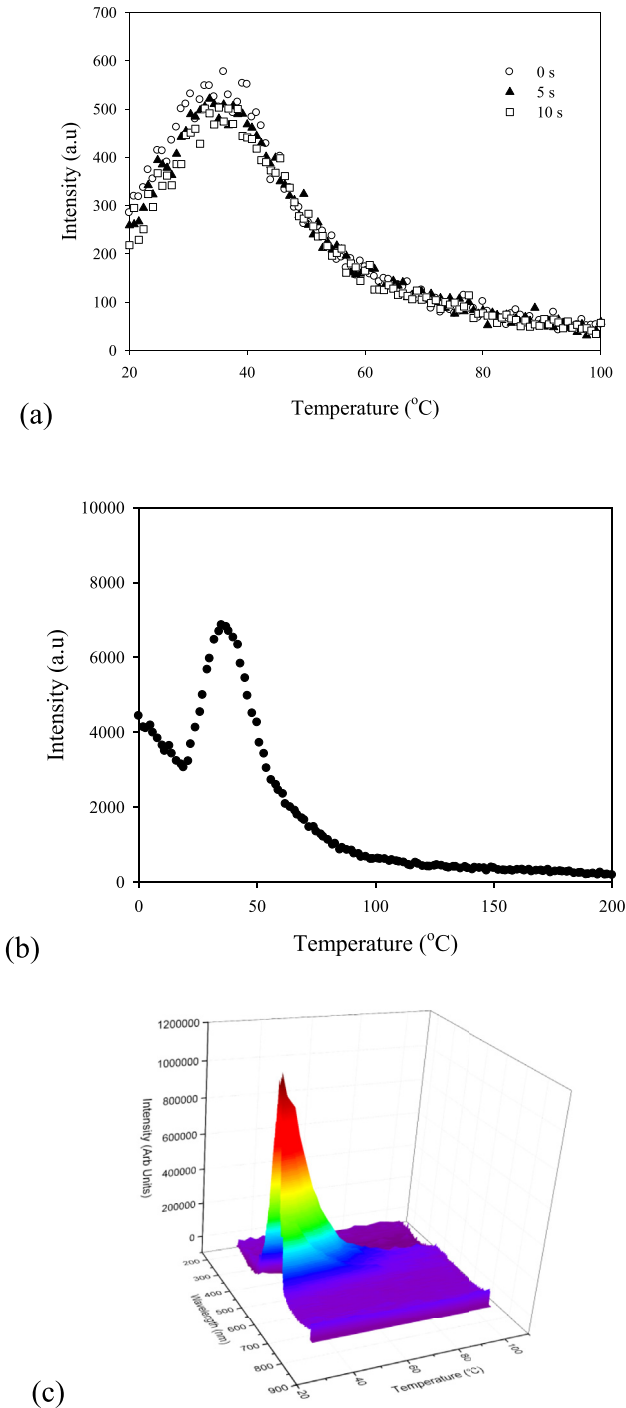 700
600
500
400
300
200
100
0
Intensity (a.u)
0 s
5 s
10 s
20 40 60 80 100
Temperature (°C)
(a)
10000
8000
6000
4000
2000
0
Intensity (a.u)
0 50 100 150 200
Temperature (°C)
(b)
1200000
1000000
800000
600000
400000
200000
0
Intensity (Arb Units)
200
300
400
500
600
700
800
900
Wavelength (nm)
20 40 60 80 100
Temperature (°C)
(c)